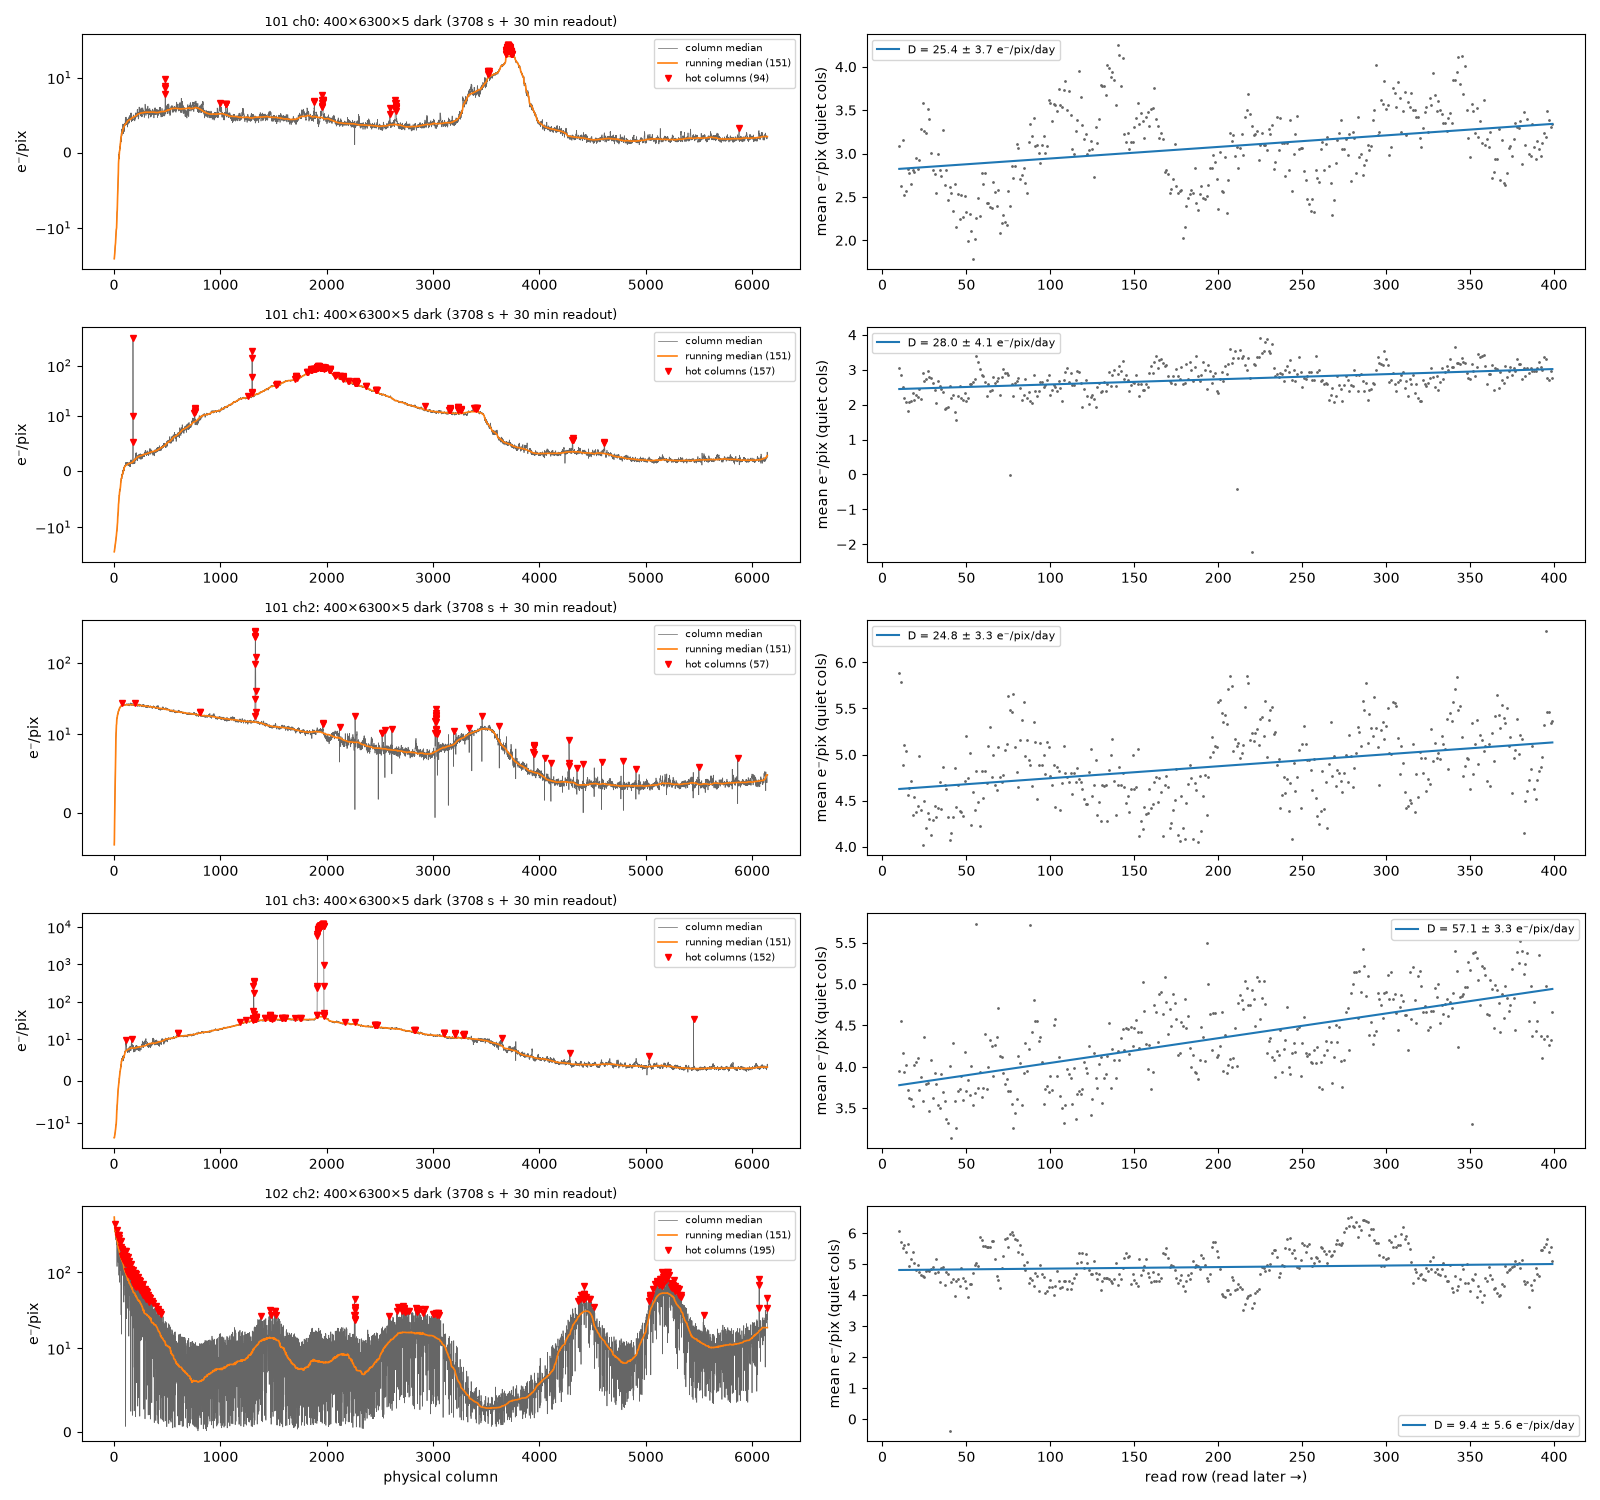 101 ch0: 400×6300×5 dark (3708 s + 30 min readout)
e⁻/pix
10¹
0
−10¹
column median
running median (151)
hot columns (94)
0 1000 2000 3000 4000 5000 6000
mean e⁻/pix (quiet cols)
4.0
3.5
3.0
2.5
2.0
D = 25.4 ± 3.7 e⁻/pix/day
0 50 100 150 200 250 300 350 400
101 ch1: 400×6300×5 dark (3708 s + 30 min readout)
e⁻/pix
10²
10¹
0
−10¹
column median
running median (151)
hot columns (157)
0 1000 2000 3000 4000 5000 6000
mean e⁻/pix (quiet cols)
4
3
2
1
0
−1
−2
D = 28.0 ± 4.1 e⁻/pix/day
0 50 100 150 200 250 300 350 400
101 ch2: 400×6300×5 dark (3708 s + 30 min readout)
e⁻/pix
10²
10¹
0
column median
running median (151)
hot columns (57)
0 1000 2000 3000 4000 5000 6000
mean e⁻/pix (quiet cols)
6.0
5.5
5.0
4.5
4.0
D = 24.8 ± 3.3 e⁻/pix/day
0 50 100 150 200 250 300 350 400
101 ch3: 400×6300×5 dark (3708 s + 30 min readout)
e⁻/pix
10⁴
10³
10²
10¹
0
−10¹
column median
running median (151)
hot columns (152)
0 1000 2000 3000 4000 5000 6000
mean e⁻/pix (quiet cols)
5.5
5.0
4.5
4.0
3.5
D = 57.1 ± 3.3 e⁻/pix/day
0 50 100 150 200 250 300 350 400
102 ch2: 400×6300×5 dark (3708 s + 30 min readout)
e⁻/pix
10²
10¹
0
column median
running median (151)
hot columns (195)
0 1000 2000 3000 4000 5000 6000
physical column
mean e⁻/pix (quiet cols)
6
5
4
3
2
1
0
D = 9.4 ± 5.6 e⁻/pix/day
0 50 100 150 200 250 300 350 400
read row (read later →)